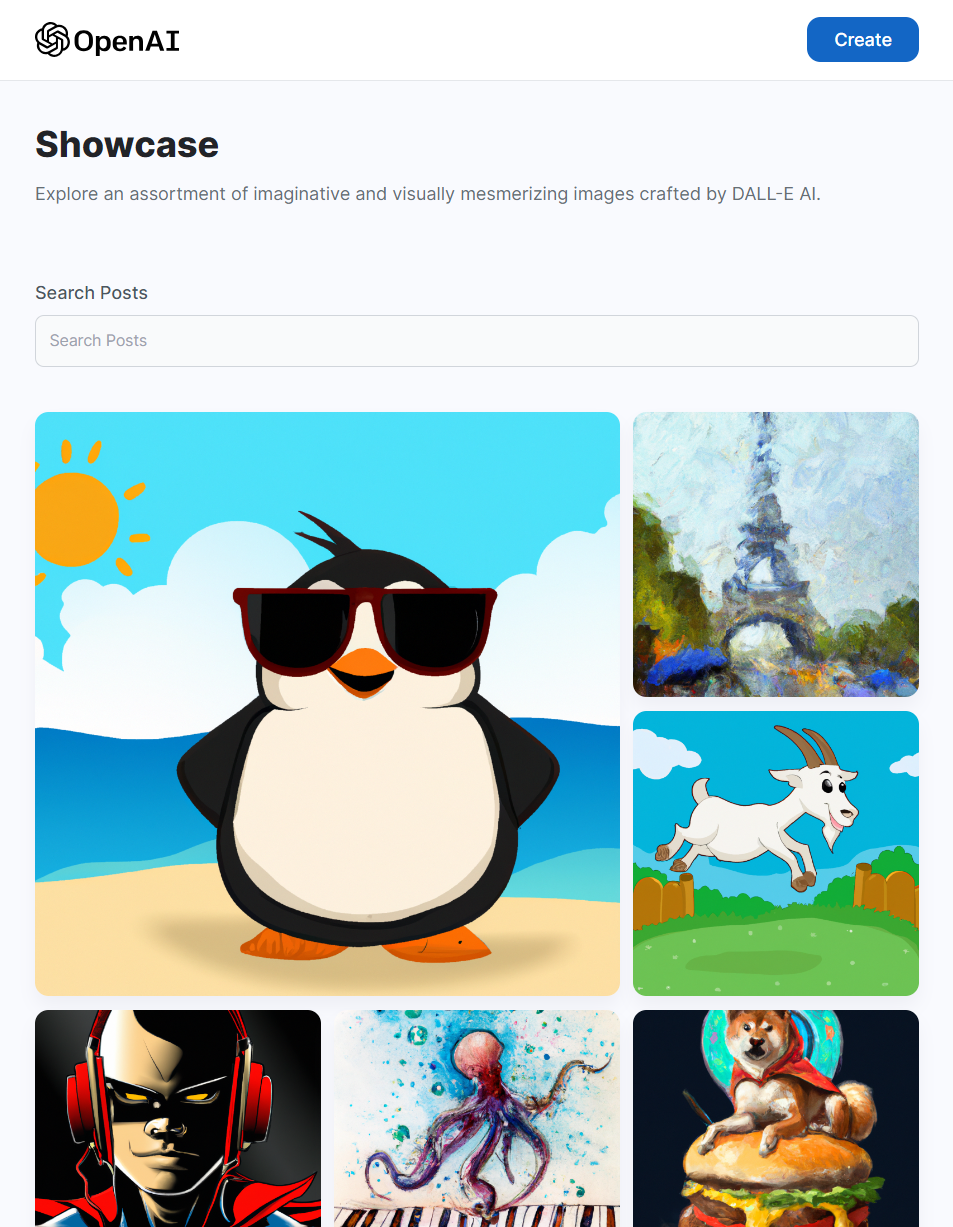 OpenAI
Create
Showcase
Explore an assortment of imaginative and visually mesmerizing images crafted by DALL-E AI.
Search Posts
Search Posts